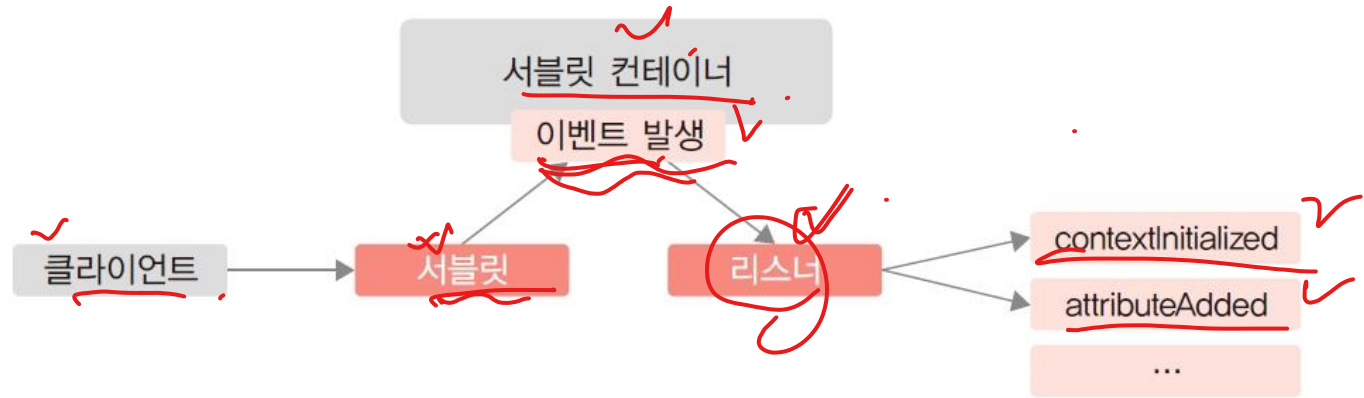 서블릿 컨테이너
이벤트 발생
클라이언트
서블릿
리스너
contextInitialized
attributeAdded
...